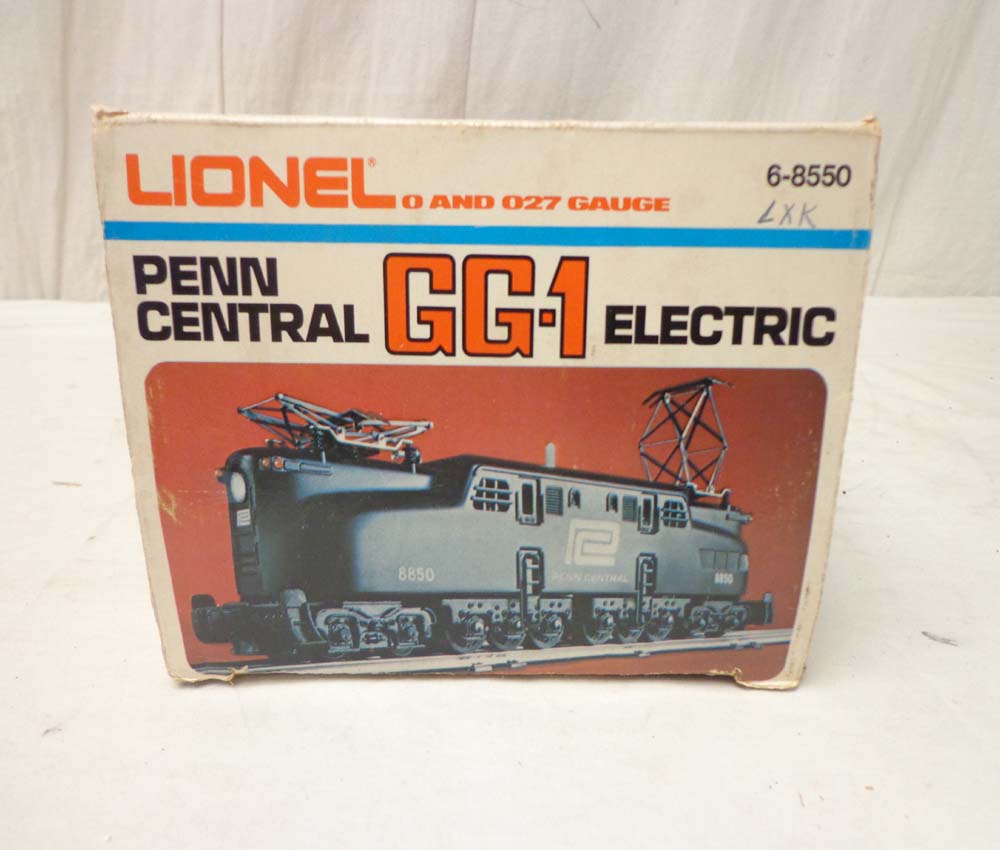 LIONEL® O AND O27 GAUGE
6-8550
LXK
PENN CENTRAL GG-1 ELECTRIC
8850
PENN CENTRAL
8850